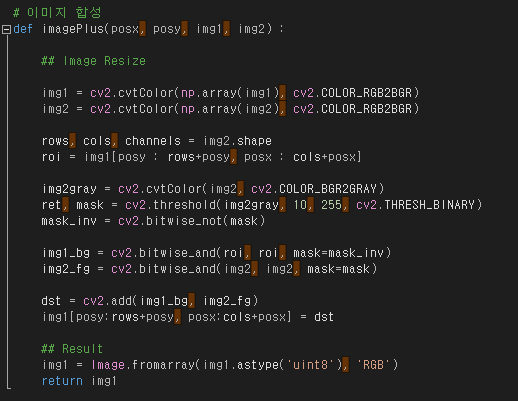 # 이미지 합성
def imagePlus(posx, posy, img1, img2) :
## Image Resize
img1 = cv2.cvtColor(np.array(img1), cv2.COLOR_RGB2BGR)
img2 = cv2.cvtColor(np.array(img2), cv2.COLOR_RGB2BGR)
rows, cols, channels = img2.shape
roi = img1[posy : rows+posy, posx : cols+posx]
img2gray = cv2.cvtColor(img2, cv2.COLOR_BGR2GRAY)
ret, mask = cv2.threshold(img2gray, 10, 255, cv2.THRESH_BINARY)
mask_inv = cv2.bitwise_not(mask)
img1_bg = cv2.bitwise_and(roi, roi, mask=mask_inv)
img2_fg = cv2.bitwise_and(img2, img2, mask=mask)
dst = cv2.add(img1_bg, img2_fg)
img1[posy:rows+posy, posx:cols+posx] = dst
## Result
img1 = Image.fromarray(img1.astype('uint8'), 'RGB')
return img1